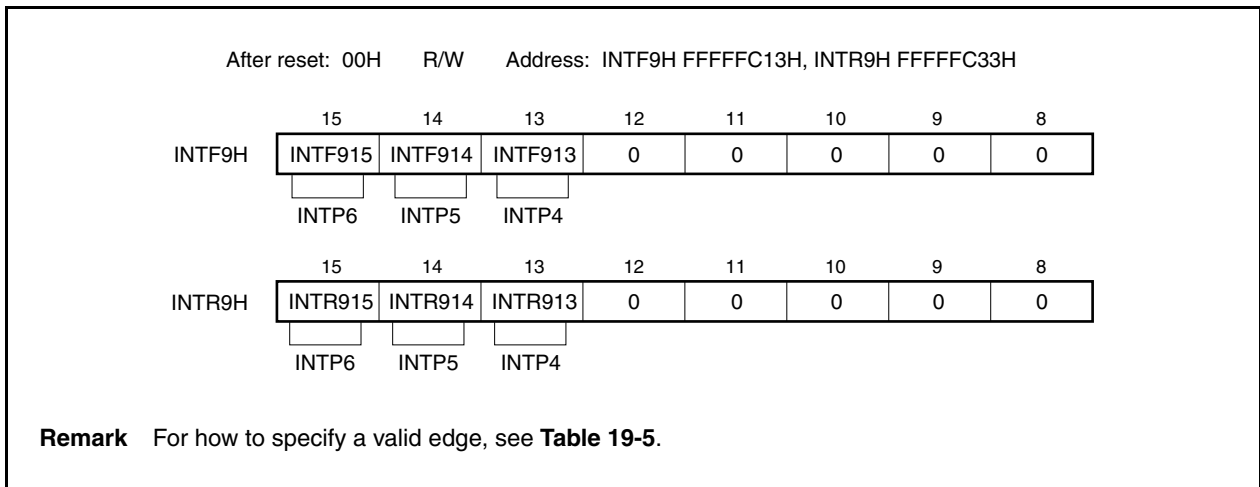 After reset: 00H R/W Address: INTF9H FFFFFC13H, INTR9H FFFFFC33H
15 14 13 12 11 10 9 8
INTF9H INTF915 INTF914 INTF913 0 0 0 0 0
INTP6 INTP5 INTP4
15 14 13 12 11 10 9 8
INTR9H INTR915 INTR914 INTR913 0 0 0 0 0
INTP6 INTP5 INTP4
Remark For how to specify a valid edge, see Table 19-5.